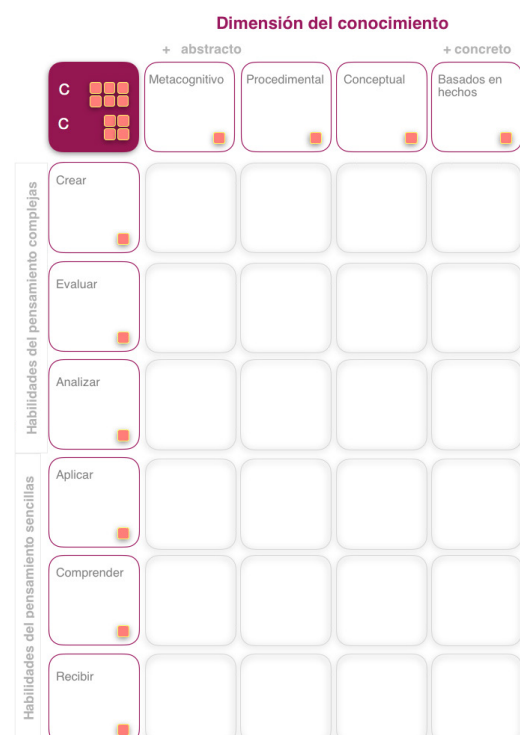 Dimensión del conocimiento
+ abstracto
+ concreto
C
C
Metacognitivo
Procedimental
Conceptual
Basados en
hechos
Habilidades del pensamiento complejas
Crear
Evaluar
Analizar
Habilidades del pensamiento sencillas
Aplicar
Comprender
Recibir